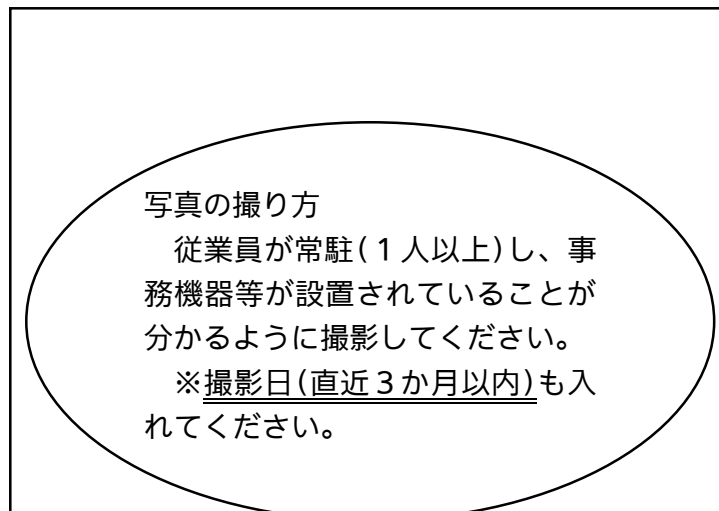 写真の撮り方
　従業員が常駐(１人以上)し、事
務機器等が設置されていることが
分かるように撮影してください。
　※撮影日(直近３か月以内)も入
れてください。